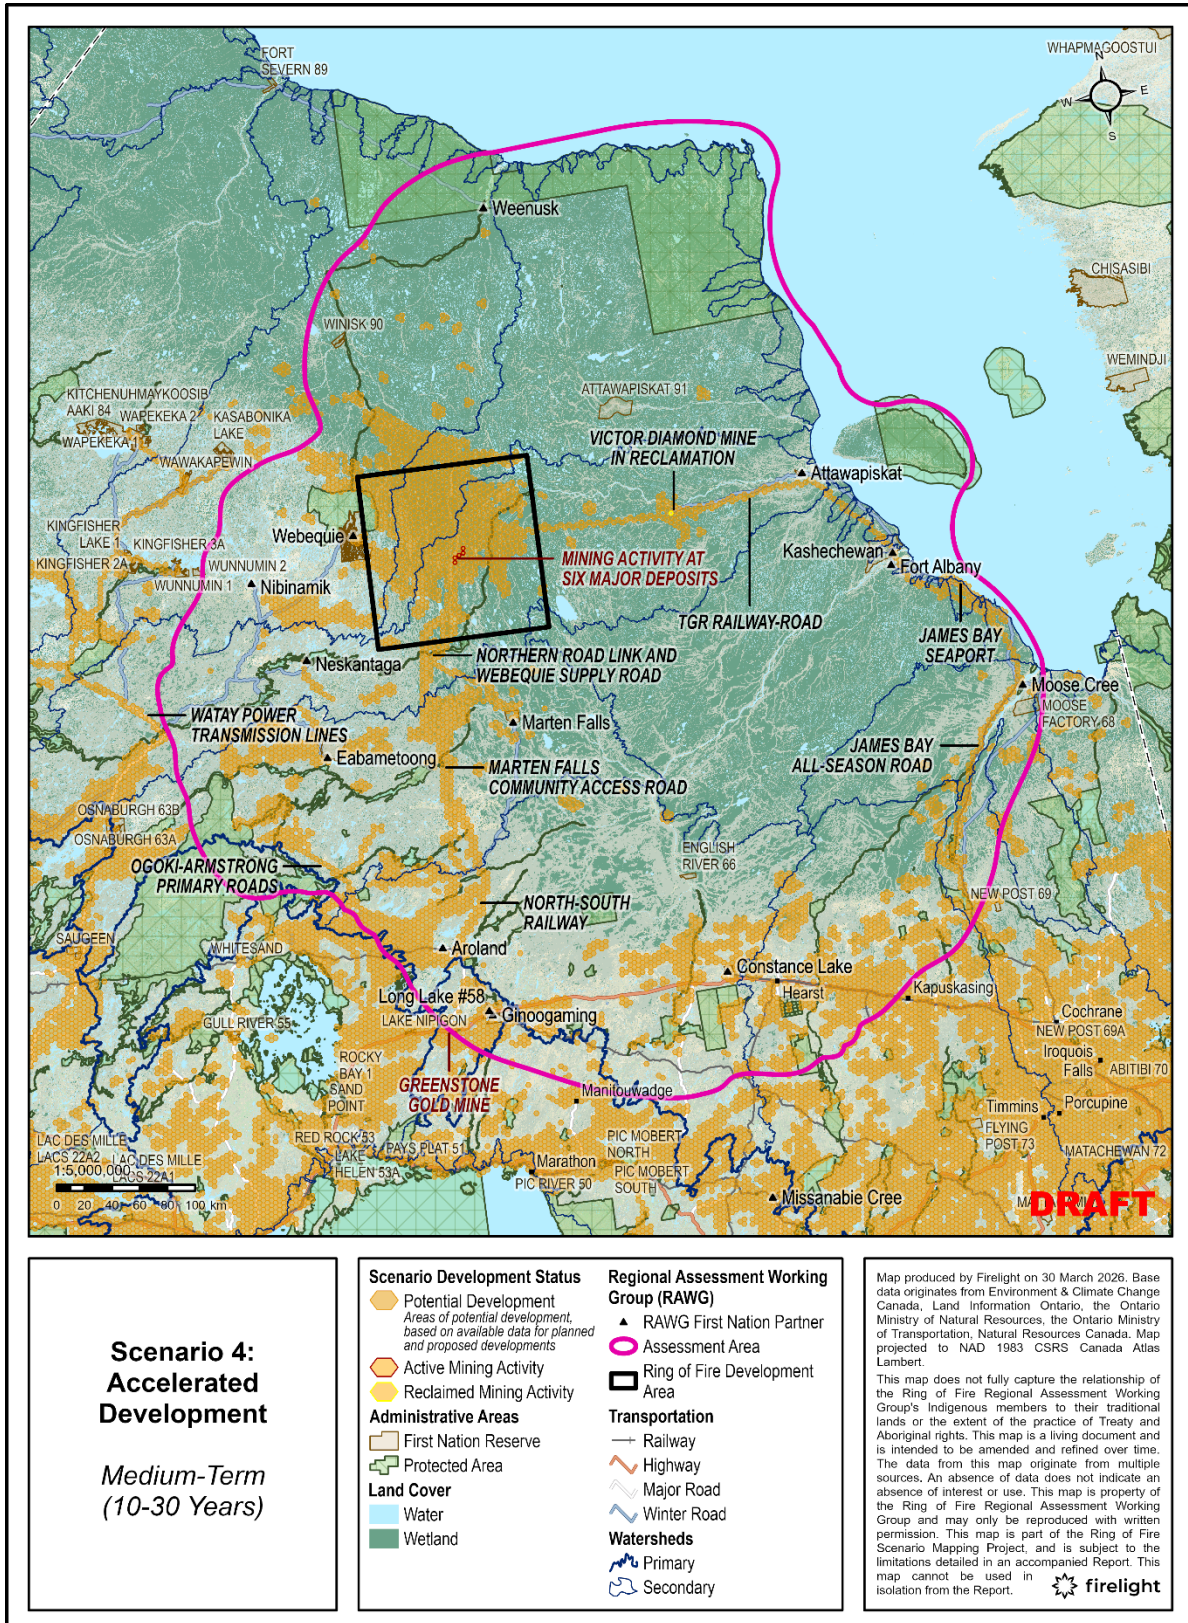 FORT
SEVERN 89
WHAPMAGOOSTUI
N
W
E
S
Weenusk
CHISASIBI
WINISK 90
WEMINDJI
KITCHENUHMAYKOOSIB
AAKI 84
WAPEKEKA 2
KASABONIKA
LAKE
WAPEKEKA 1
WAWAKAPEWIN
ATTAWAPISKAT 91
VICTOR DIAMOND MINE
IN RECLAMATION
Attawapiskat
KINGFISHER
LAKE 1
KINGFISHER 3A
KINGFISHER 2A
WUNNUMIN 2
WUNNUMIN 1
Webequie
Nibinamik
MINING ACTIVITY AT
SIX MAJOR DEPOSITS
Kashechewan
Fort Albany
TGR RAILWAY-ROAD
JAMES BAY
SEAPORT
Neskantaga
NORTHERN ROAD LINK AND
WEBEQUIE SUPPLY ROAD
Moose Cree
MOOSE
FACTORY 68
WATAY POWER
TRANSMISSION LINES
Marten Falls
JAMES BAY
ALL-SEASON ROAD
Eabametoong
MARTEN FALLS
COMMUNITY ACCESS ROAD
OSNABURGH 63B
OSNABURGH 63A
ENGLISH
RIVER 66
OGOKI-ARMSTRONG
PRIMARY ROADS
NORTH-SOUTH
RAILWAY
NEW POST 69
SAUGEEN
WHITESAND
Aroland
Constance Lake
Hearst
Kapuskasing
Long Lake #58
LAKE NIPIGON
Ginoogaming
GULL RIVER 55
Cochrane
NEW POST 69A
Iroquois
Falls
ABITIBI 70
ROCKY
BAY 1
SAND
POINT
GREENSTONE
GOLD MINE
Manitouwadge
Timmins
Porcupine
FLYING
POST 73
LAC DES MILLE
LACS 22A2
LAC DES MILLE
LACS 22A1
RED ROCK 53
LAKE
HELEN 53A
PAYS PLAT 51
PIC MOBERT
NORTH
PIC MOBERT
SOUTH
MATACHEWAN 72
Marathon
PIC RIVER 50
Missanabie Cree
1:5,000,000
0 20 40 60 80 100 km
DRAFT
Scenario 4:
Accelerated
Development
Medium-Term
(10-30 Years)
Scenario Development Status
Potential Development
Areas of potential development,
based on available data for planned
and proposed developments
Active Mining Activity
Reclaimed Mining Activity
Administrative Areas
First Nation Reserve
Protected Area
Land Cover
Water
Wetland
Regional Assessment Working
Group (RAWG)
RAWG First Nation Partner
Assessment Area
Ring of Fire Development
Area
Transportation
Railway
Highway
Major Road
Winter Road
Watersheds
Primary
Secondary
Map produced by Firelight on 30 March 2026. Base
data originates from Environment & Climate Change
Canada, Land Information Ontario, the Ontario
Ministry of Natural Resources, the Ontario Ministry
of Transportation, Natural Resources Canada. Map
projected to NAD 1983 CSRS Canada Atlas
Lambert.
This map does not fully capture the relationship of
the Ring of Fire Regional Assessment Working
Group's Indigenous members to their traditional
lands or the extent of the practice of Treaty and
Aboriginal rights. This map is a living document and
is intended to be amended and refined over time.
The data from this map originate from multiple
sources. An absence of data does not indicate an
absence of interest or use. This map is property of
the Ring of Fire Regional Assessment Working
Group and may only be reproduced with written
permission. This map is part of the Ring of Fire
Scenario Mapping Project, and is subject to the
limitations detailed in an accompanied Report. This
map cannot be used in
isolation from the Report.
firelight